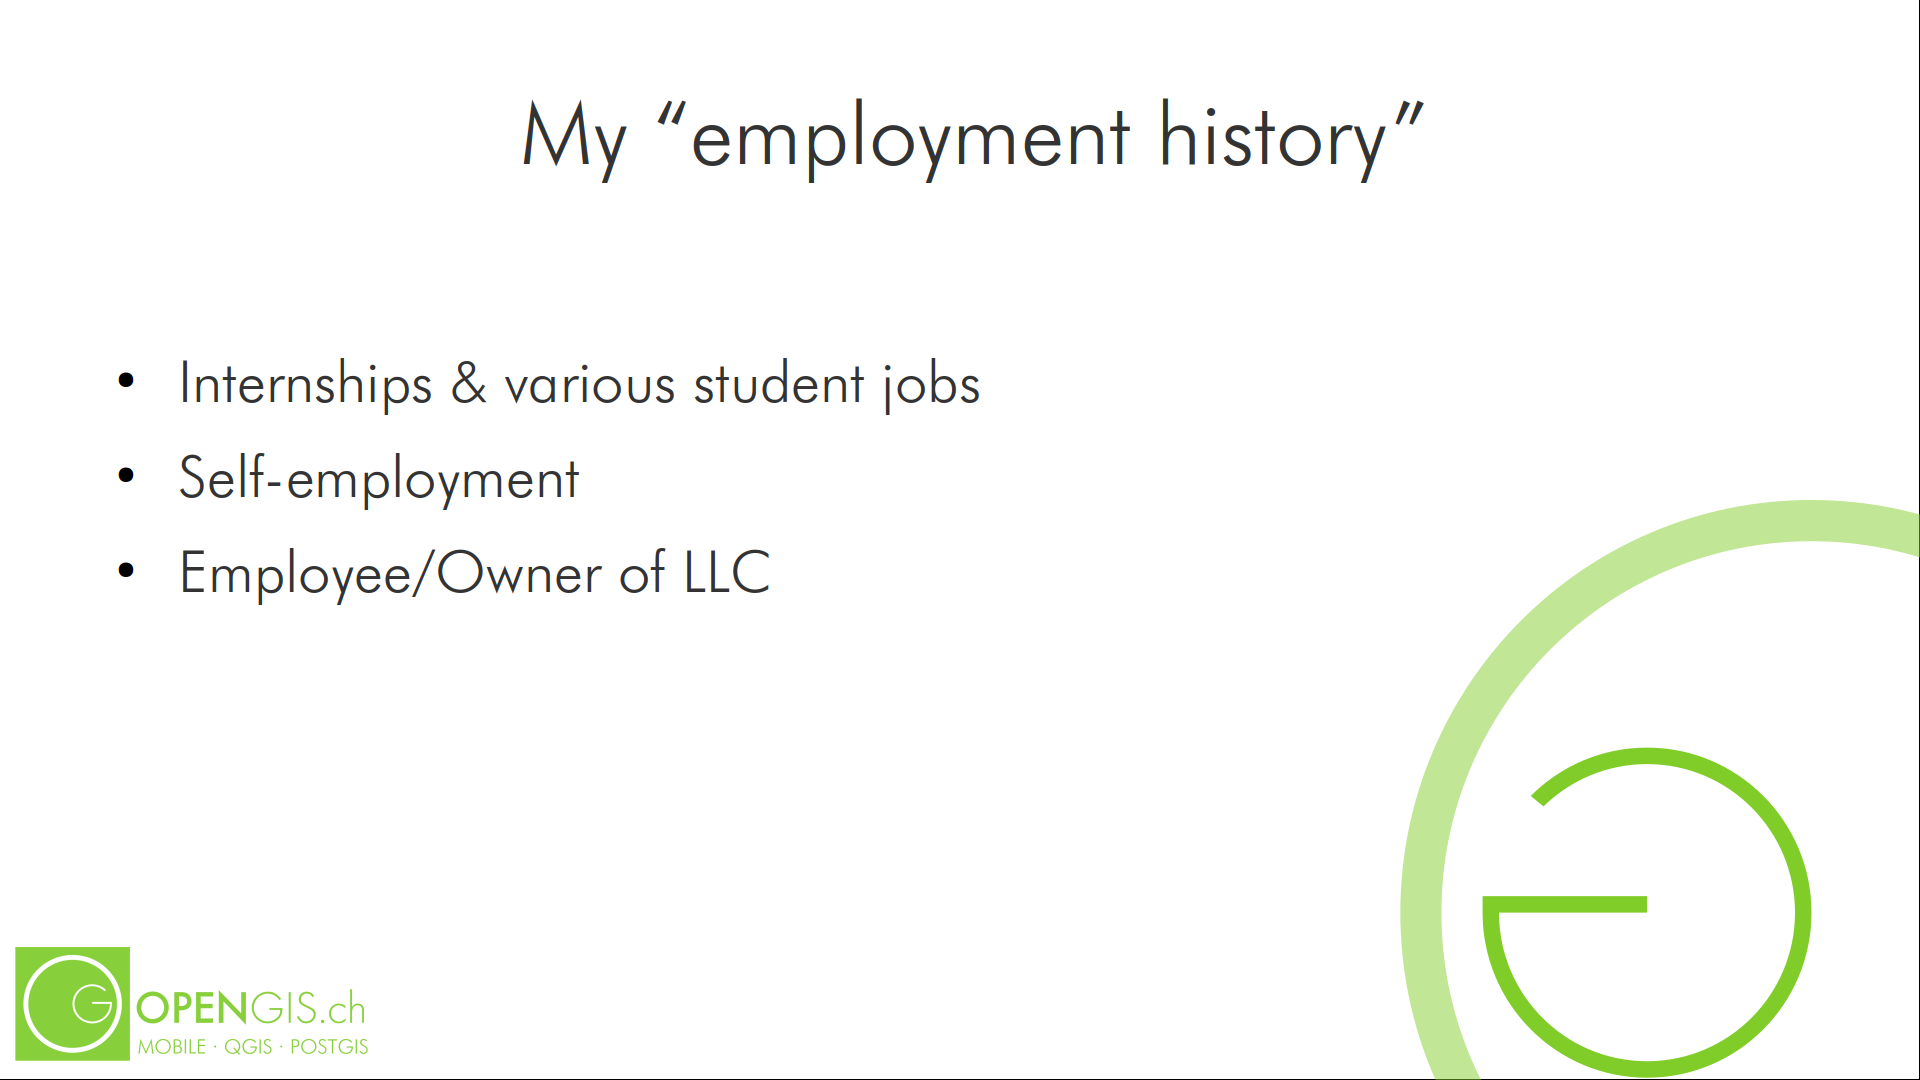 My “employment history”
• Internships & various student jobs
• Self-employment
• Employee/Owner of LLC
OPENGIS.ch
MOBILE · QGIS · POSTGIS